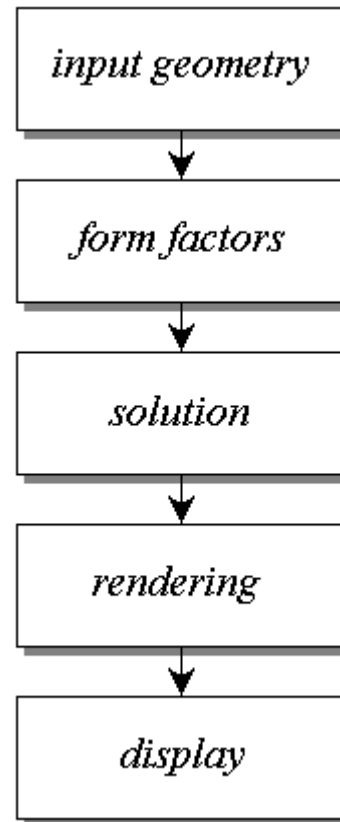 input geometry
form factors
solution
rendering
display